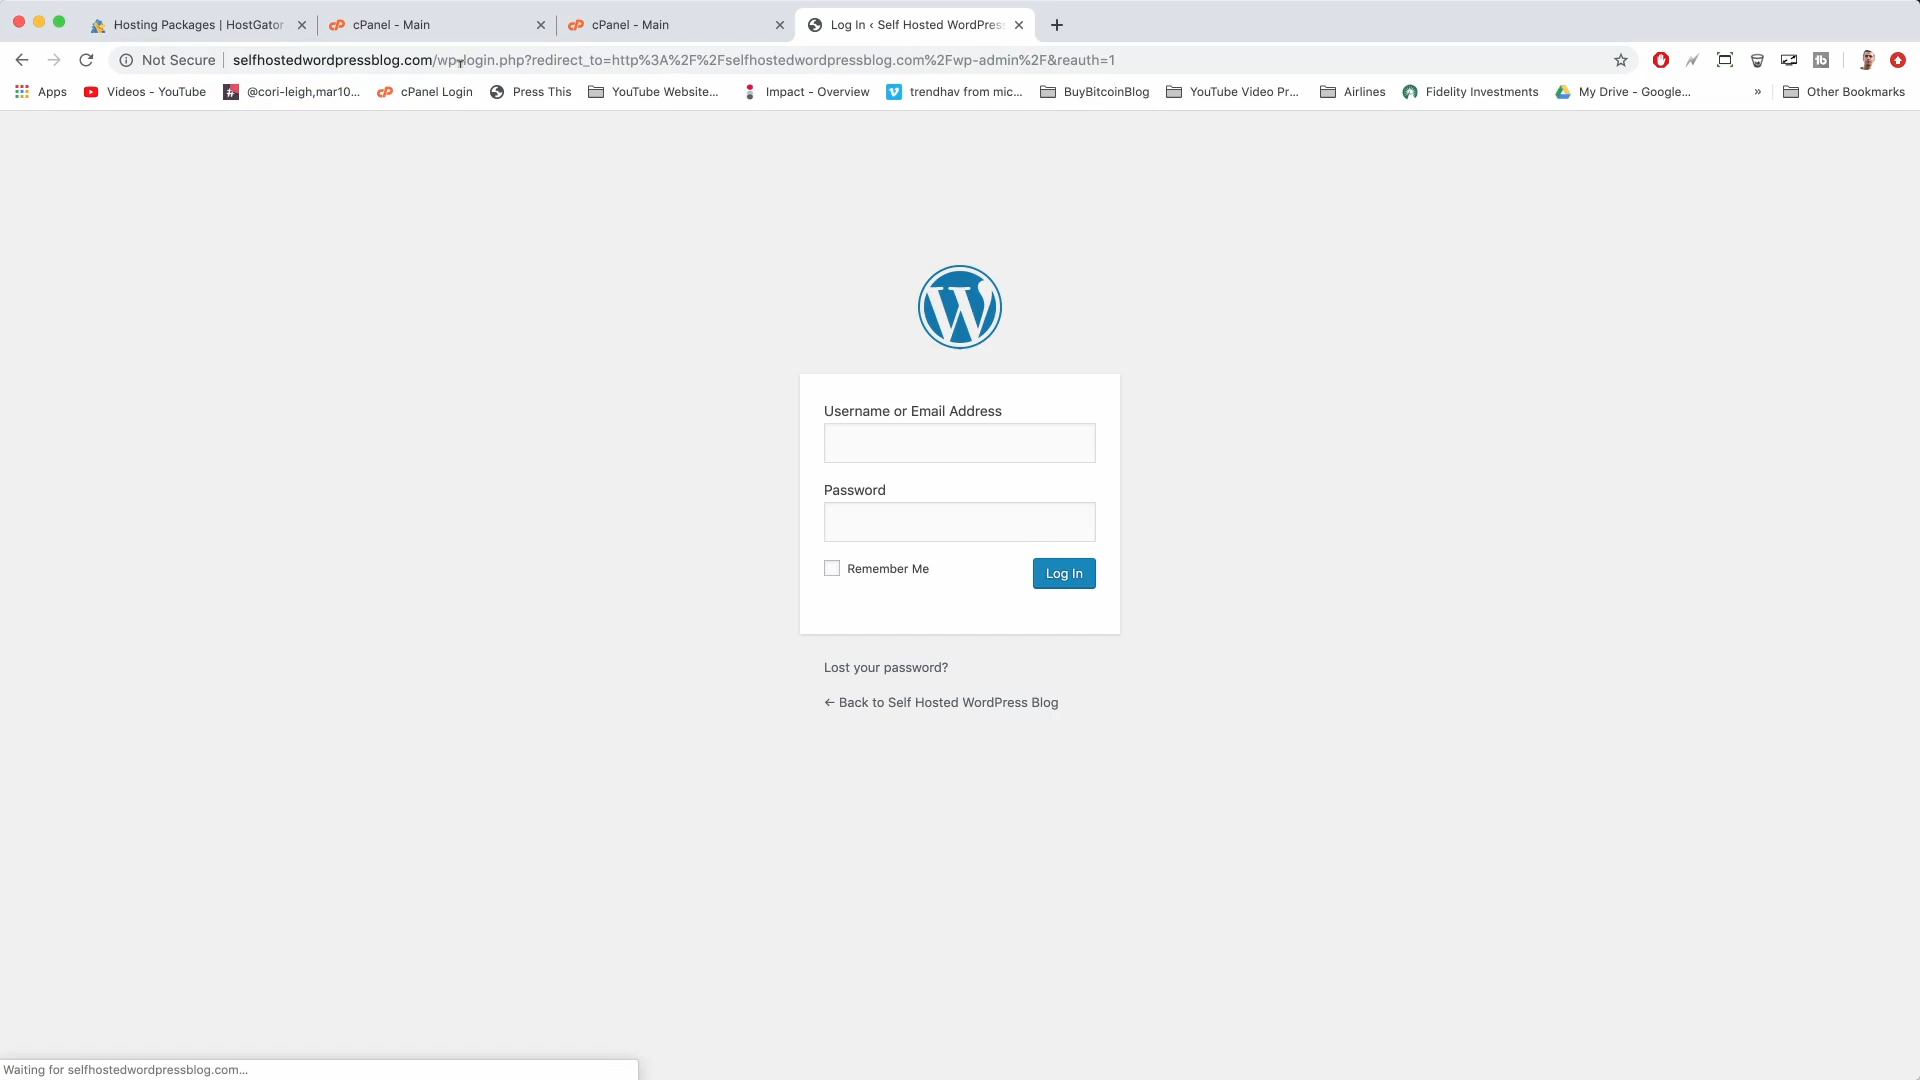 Hosting Packages | HostGator
cPanel - Main
cPanel - Main
Log In ‹ Self Hosted WordPress
Not Secure
selfhostedwordpressblog.com/wp-login.php?redirect_to=http%3A%2F%2Fselfhostedwordpressblog.com%2Fwp-admin%2F&reauth=1
Apps
Videos - YouTube
@cori-leigh,mar10...
cPanel Login
Press This
YouTube Website...
Impact - Overview
trendhav from mic...
BuyBitcoinBlog
YouTube Video Pr...
Airlines
Fidelity Investments
My Drive - Google...
»
Other Bookmarks
Username or Email Address
Password
Remember Me
Log In
Lost your password?
← Back to Self Hosted WordPress Blog
Waiting for selfhostedwordpressblog.com...